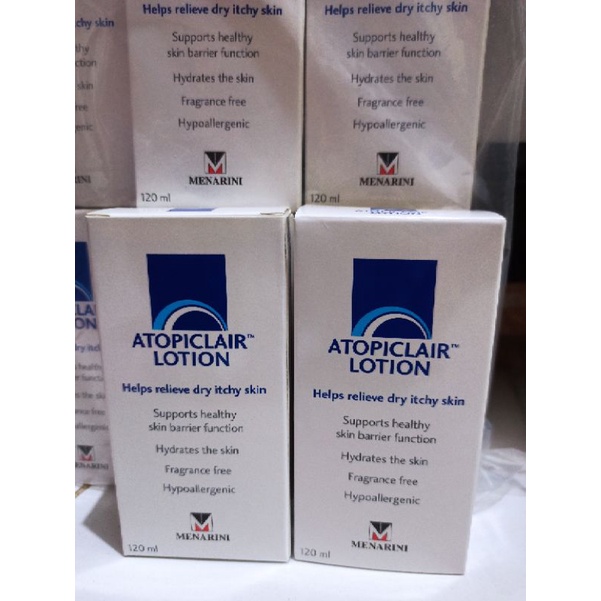 hy skin
Helps relieve dry itchy skin
Supports healthy
skin barrier function
Hydrates the skin
Fragrance free
Hypoallergenic
MENARINI
120 ml
Helps relieve dry itchy skin
Supports healthy
skin barrier function
Hydrates the skin
Fragrance free
Hypoallergenic
MENARINI
120 ml
ATOPICLAIR™
LOTION
Helps relieve dry itchy skin
Supports healthy
skin barrier function
Hydrates the skin
Fragrance free
Hypoallergenic
MENARINI
120 ml
ATOPICLAIR™
LOTION
Helps relieve dry itchy skin
Supports healthy
skin barrier function
Hydrates the skin
Fragrance free
Hypoallergenic
MENARINI
120 ml